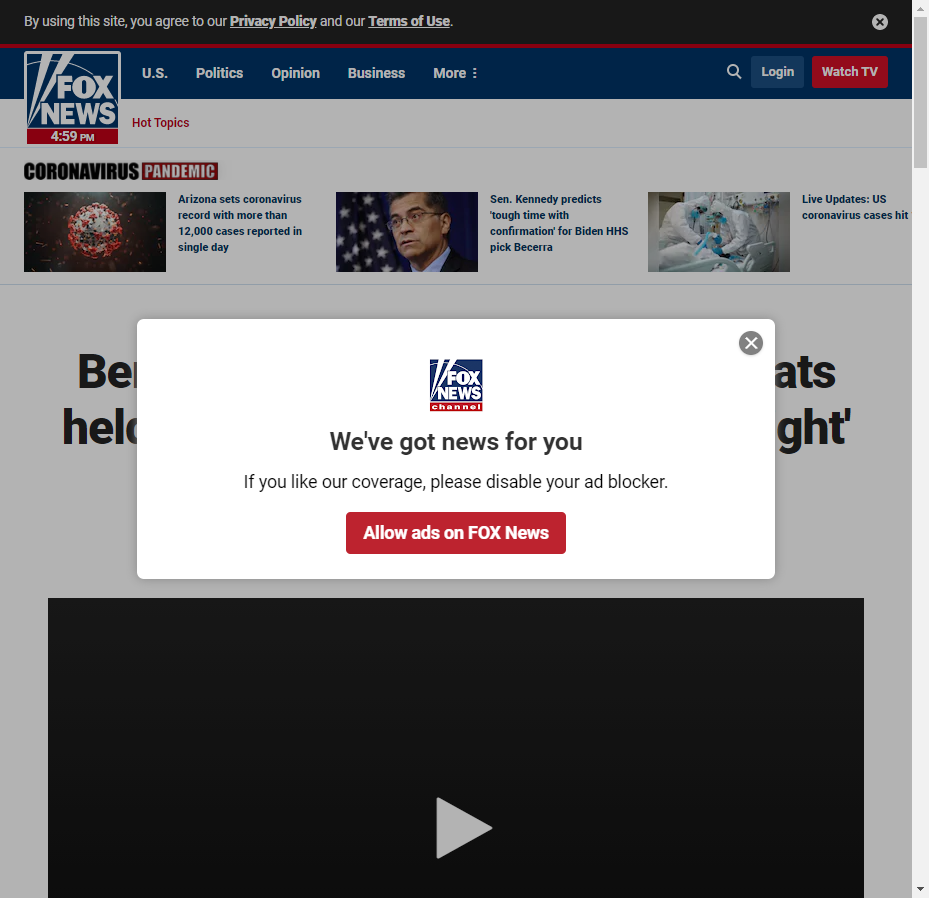 By using this site, you agree to our Privacy Policy and our Terms of Use.
FOX
NEWS
4:59 PM
U.S. Politics Opinion Business More
Login
Watch TV
Hot Topics
CORONAVIRUS PANDEMIC
Arizona sets coronavirus
record with more than
12,000 cases reported in
single day
Sen. Kennedy predicts
'tough time with
confirmation' for Biden HHS
pick Becerra
Live Updates: US
coronavirus cases hit
ats
held
ght'
FOX
NEWS
channel
We've got news for you
If you like our coverage, please disable your ad blocker.
Allow ads on FOX News